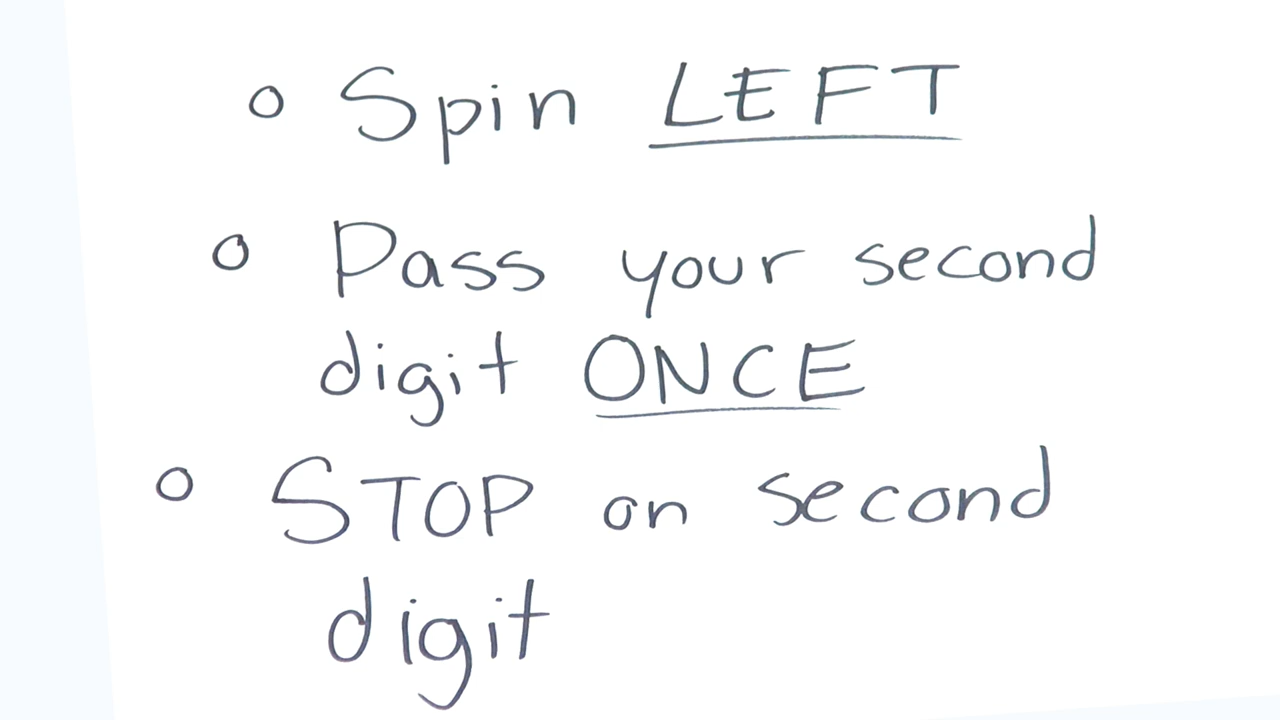 ○ Spin LEFT
○ Pass your second
digit ONCE
○ STOP on second
digit